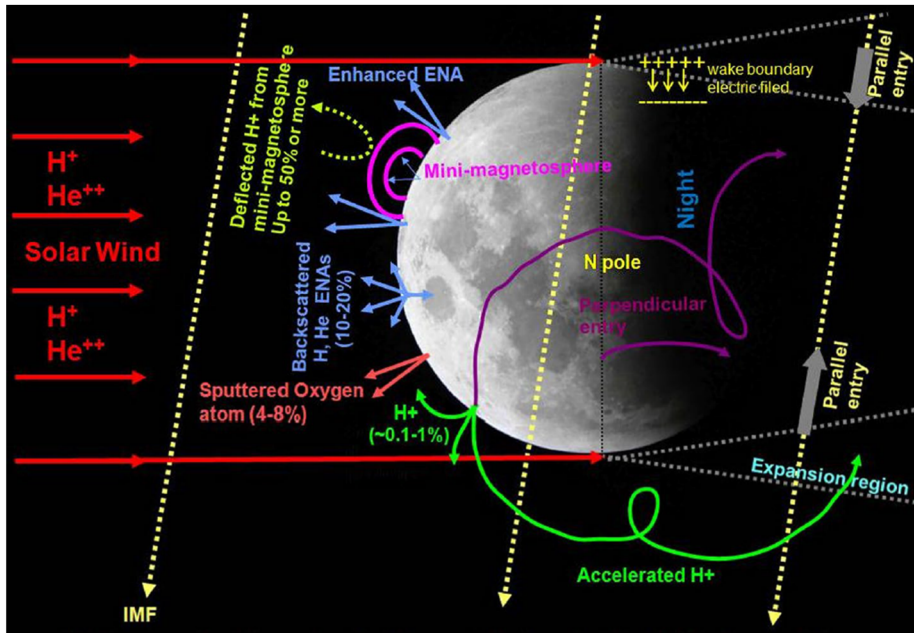 Enhanced ENA
+++++
---------
wake boundary
electric filed
Parallel
entry
Deflected H+ from
mini-magnetosphere
Up to 50% or more
H+
He++
Solar Wind
H+
He++
Mini-magnetosphere
Night
N pole
Backscattered
H, He ENAs
(10-20%)
Perpendicular
entry
Sputtered Oxygen
atom (4-8%)
H+
(~0.1-1%)
Parallel
entry
Expansion region
Accelerated H+
IMF